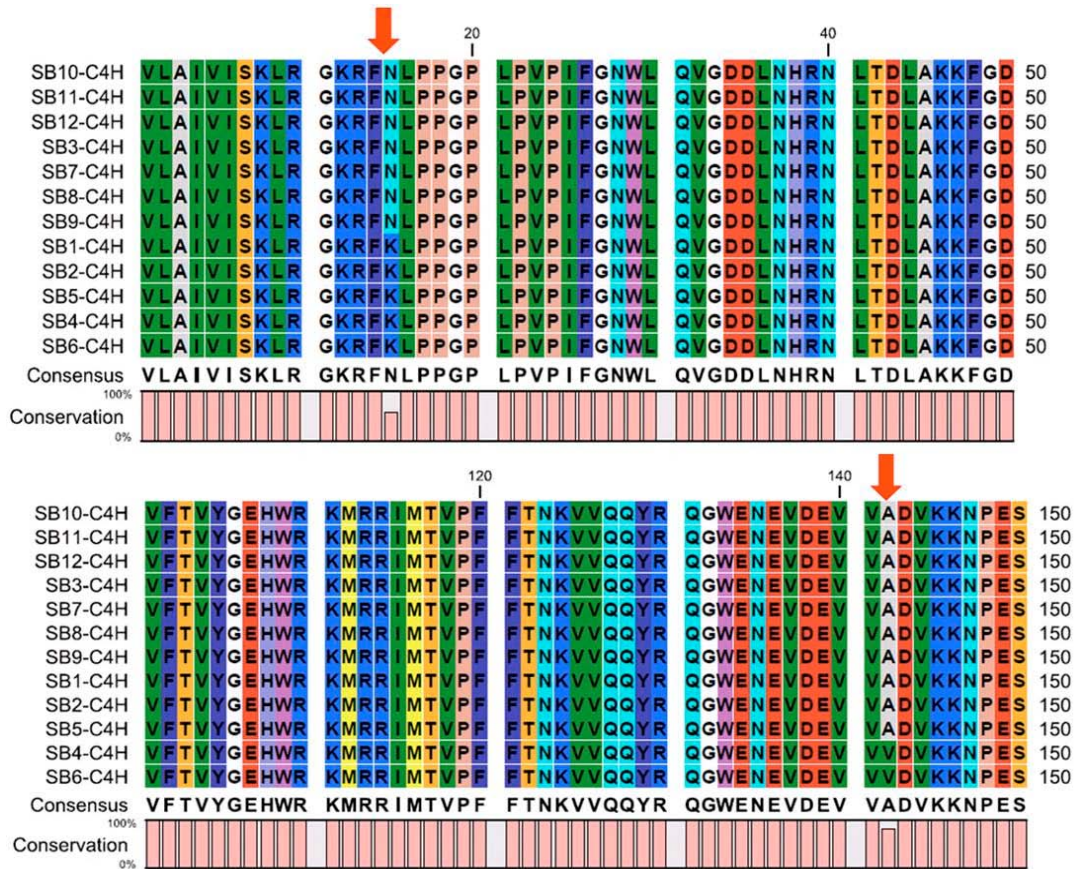 20 40
SB10-C4H VLAIVISKLR GKRFNLPPGP LPVPIFGNWL QVGDDLNHRN LTDLAKKFGD 50
SB11-C4H VLAIVISKLR GKRFNLPPGP LPVPIFGNWL QVGDDLNHRN LTDLAKKFGD 50
SB12-C4H VLAIVISKLR GKRFNLPPGP LPVPIFGNWL QVGDDLNHRN LTDLAKKFGD 50
SB3-C4H VLAIVISKLR GKRFNLPPGP LPVPIFGNWL QVGDDLNHRN LTDLAKKFGD 50
SB7-C4H VLAIVISKLR GKRFNLPPGP LPVPIFGNWL QVGDDLNHRN LTDLAKKFGD 50
SB8-C4H VLAIVISKLR GKRFNLPPGP LPVPIFGNWL QVGDDLNHRN LTDLAKKFGD 50
SB9-C4H VLAIVISKLR GKRFNLPPGP LPVPIFGNWL QVGDDLNHRN LTDLAKKFGD 50
SB1-C4H VLAIVISKLR GKRFKLPPGP LPVPIFGNWL QVGDDLNHRN LTDLAKKFGD 50
SB2-C4H VLAIVISKLR GKRFKLPPGP LPVPIFGNWL QVGDDLNHRN LTDLAKKFGD 50
SB5-C4H VLAIVISKLR GKRFKLPPGP LPVPIFGNWL QVGDDLNHRN LTDLAKKFGD 50
SB4-C4H VLAIVISKLR GKRFKLPPGP LPVPIFGNWL QVGDDLNHRN LTDLAKKFGD 50
SB6-C4H VLAIVISKLR GKRFKLPPGP LPVPIFGNWL QVGDDLNHRN LTDLAKKFGD 50
Consensus VLAIVISKLR GKRFNLPPGP LPVPIFGNWL QVGDDLNHRN LTDLAKKFGD
100%
Conservation
0%
120 140
SB10-C4H VFTVYGEHWR KMRRIMTVPF FTNKVVQQYR QGWENEVDEV VADVKKNPES 150
SB11-C4H VFTVYGEHWR KMRRIMTVPF FTNKVVQQYR QGWENEVDEV VADVKKNPES 150
SB12-C4H VFTVYGEHWR KMRRIMTVPF FTNKVVQQYR QGWENEVDEV VADVKKNPES 150
SB3-C4H VFTVYGEHWR KMRRIMTVPF FTNKVVQQYR QGWENEVDEV VADVKKNPES 150
SB7-C4H VFTVYGEHWR KMRRIMTVPF FTNKVVQQYR QGWENEVDEV VADVKKNPES 150
SB8-C4H VFTVYGEHWR KMRRIMTVPF FTNKVVQQYR QGWENEVDEV VADVKKNPES 150
SB9-C4H VFTVYGEHWR KMRRIMTVPF FTNKVVQQYR QGWENEVDEV VADVKKNPES 150
SB1-C4H VFTVYGEHWR KMRRIMTVPF FTNKVVQQYR QGWENEVDEV VADVKKNPES 150
SB2-C4H VFTVYGEHWR KMRRIMTVPF FTNKVVQQYR QGWENEVDEV VADVKKNPES 150
SB5-C4H VFTVYGEHWR KMRRIMTVPF FTNKVVQQYR QGWENEVDEV VADVKKNPES 150
SB4-C4H VFTVYGEHWR KMRRIMTVPF FTNKVVQQYR QGWENEVDEV VVDVKKNPES 150
SB6-C4H VFTVYGEHWR KMRRIMTVPF FTNKVVQQYR QGWENEVDEV VVDVKKNPES 150
Consensus VFTVYGEHWR KMRRIMTVPF FTNKVVQQYR QGWENEVDEV VADVKKNPES
100%
Conservation
0%